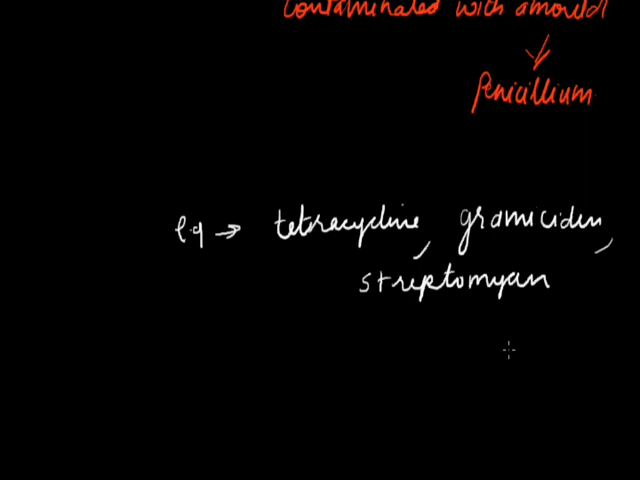 contaminated with a mould
Penicillium
e.g → tetracycline, gramicidin,
streptomycin